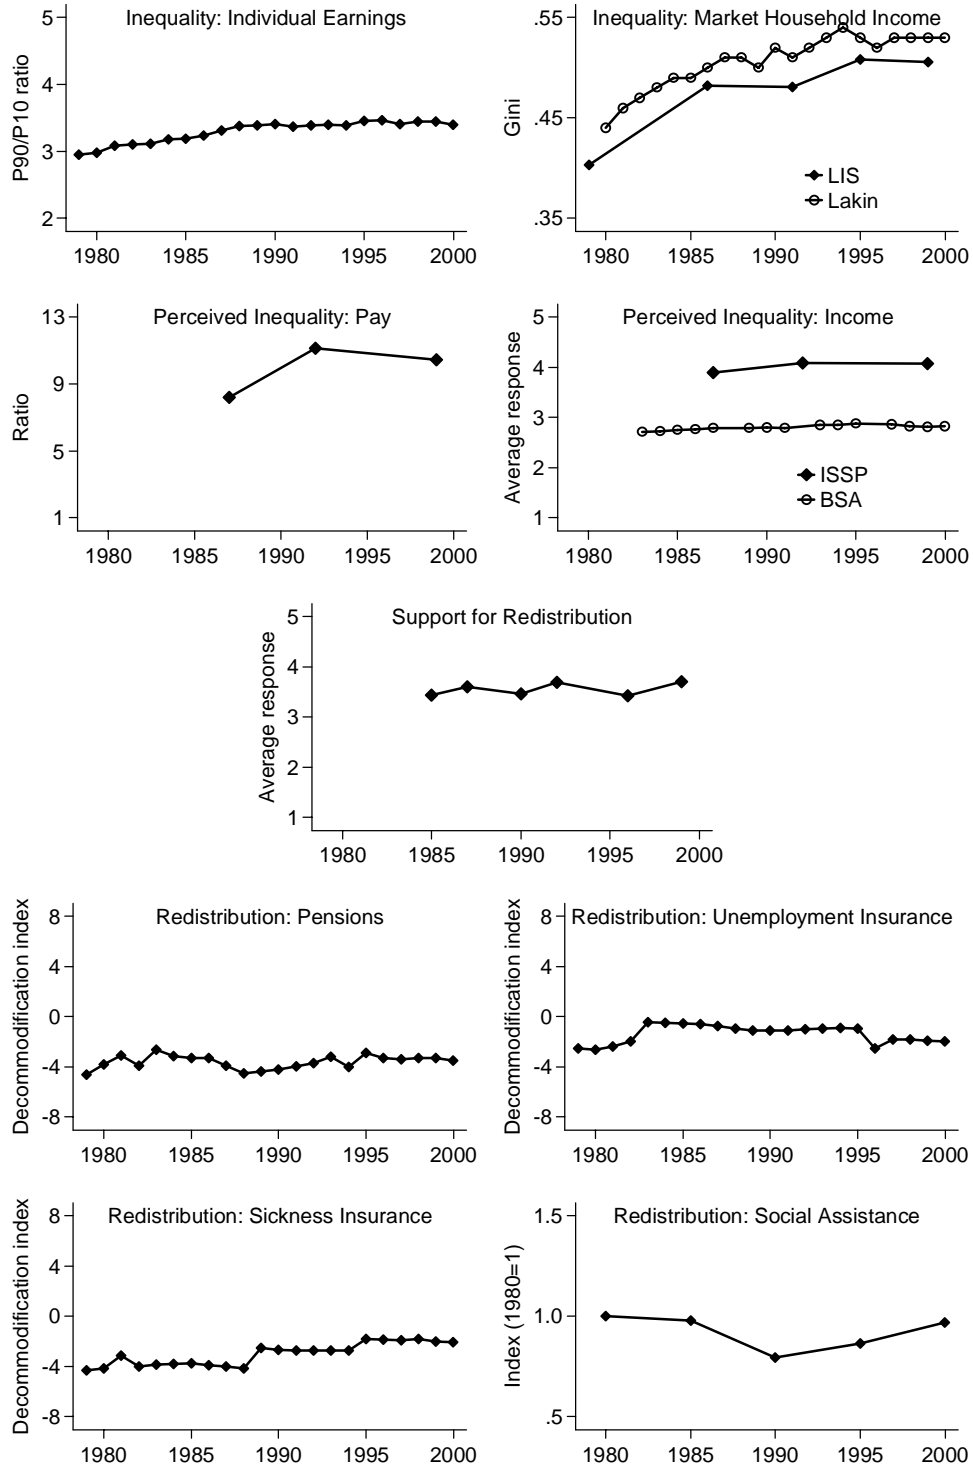 Inequality: Individual Earnings
P90/P10 ratio
5
4
3
2
1980 1985 1990 1995 2000
Inequality: Market Household Income
Gini
.55
.45
.35
LIS
Lakin
1980 1985 1990 1995 2000
Perceived Inequality: Pay
Ratio
13
9
5
1
1980 1985 1990 1995 2000
Perceived Inequality: Income
Average response
5
4
3
2
1
ISSP
BSA
1980 1985 1990 1995 2000
Support for Redistribution
Average response
5
4
3
2
1
1980 1985 1990 1995 2000
Redistribution: Pensions
Decommodification index
8
4
0
-4
-8
1980 1985 1990 1995 2000
Redistribution: Unemployment Insurance
Decommodification index
8
4
0
-4
-8
1980 1985 1990 1995 2000
Redistribution: Sickness Insurance
Decommodification index
8
4
0
-4
-8
1980 1985 1990 1995 2000
Redistribution: Social Assistance
Index (1980=1)
1.5
1.0
.5
1980 1985 1990 1995 2000